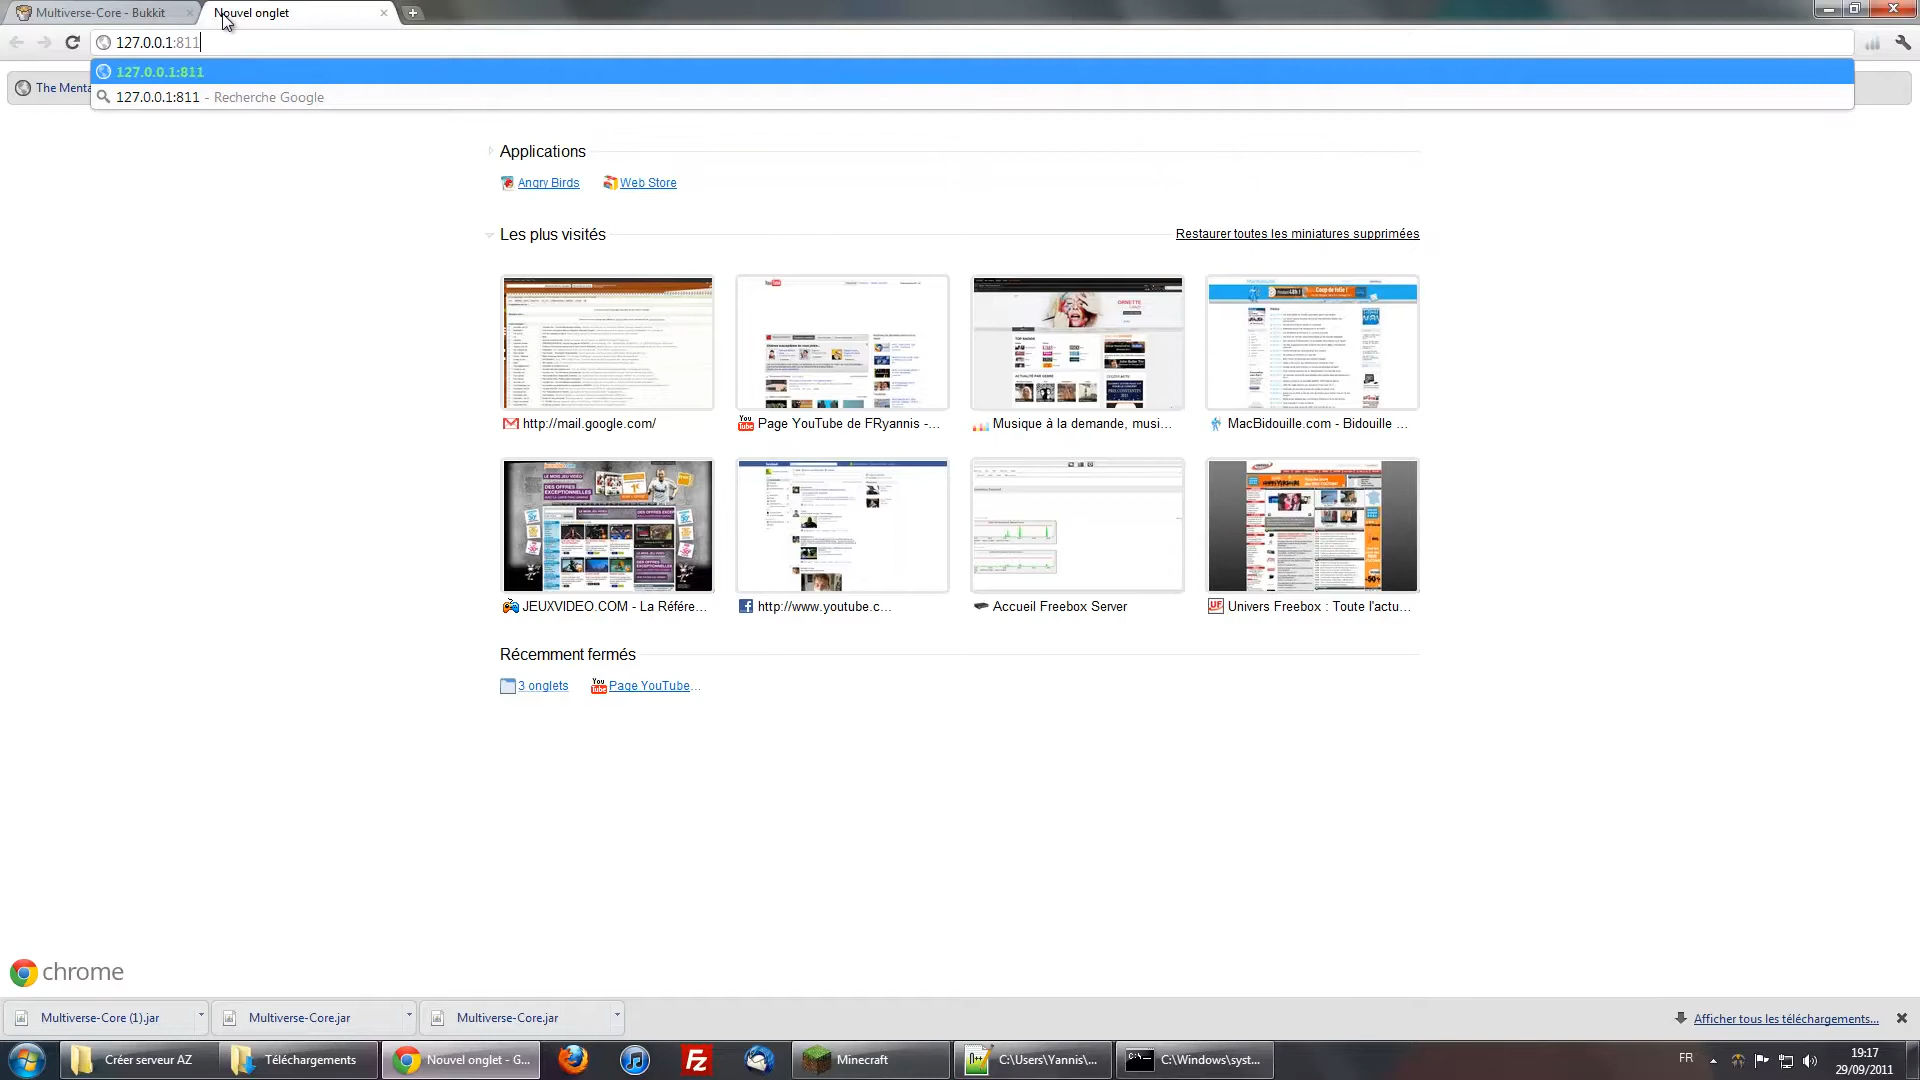 Multiverse-Core - Bukkit
Nouvel onglet
127.0.0.1:811
127.0.0.1:811
127.0.0.1:811 - Recherche Google
The Menta
Applications
Angry Birds
Web Store
Les plus visités
Restaurer toutes les miniatures supprimées
http://mail.google.com/
Page YouTube de FRyannis -...
Musique à la demande, musi...
MacBidouille.com - Bidouille ...
JEUXVIDEO.COM - La Référe...
http://www.youtube.c...
Accueil Freebox Server
Univers Freebox : Toute l'actu...
Récemment fermés
3 onglets
Page YouTube...
chrome
Multiverse-Core (1).jar
Multiverse-Core.jar
Multiverse-Core.jar
Afficher tous les téléchargements...
Créer serveur AZ
Téléchargements
Nouvel onglet - G...
Minecraft
C:\Users\Yannis\...
C:\Windows\syst...
FR
19:17
29/09/2011